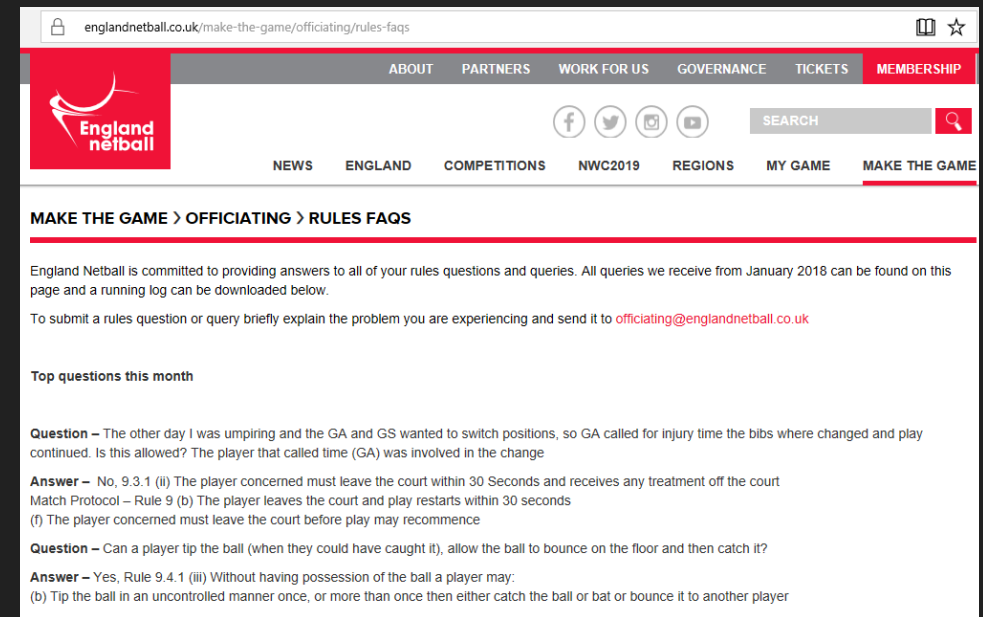 englandnetball.co.uk/make-the-game/officiating/rules-faqs
ABOUT PARTNERS WORK FOR US GOVERNANCE TICKETS MEMBERSHIP
England
netball
SEARCH
NEWS ENGLAND COMPETITIONS NWC2019 REGIONS MY GAME MAKE THE GAME
MAKE THE GAME > OFFICIATING > RULES FAQS
England Netball is committed to providing answers to all of your rules questions and queries. All queries we receive from January 2018 can be found on this
page and a running log can be downloaded below.
To submit a rules question or query briefly explain the problem you are experiencing and send it to officiating@englandnetball.co.uk
Top questions this month
Question – The other day I was umpiring and the GA and GS wanted to switch positions, so GA called for injury time the bibs where changed and play
continued. Is this allowed? The player that called time (GA) was involved in the change
Answer – No, 9.3.1 (ii) The player concerned must leave the court within 30 Seconds and receives any treatment off the court
Match Protocol – Rule 9 (b) The player leaves the court and play restarts within 30 seconds
(f) The player concerned must leave the court before play may recommence
Question – Can a player tip the ball (when they could have caught it), allow the ball to bounce on the floor and then catch it?
Answer – Yes, Rule 9.4.1 (iii) Without having possession of the ball a player may:
(b) Tip the ball in an uncontrolled manner once, or more than once then either catch the ball or bat or bounce it to another player